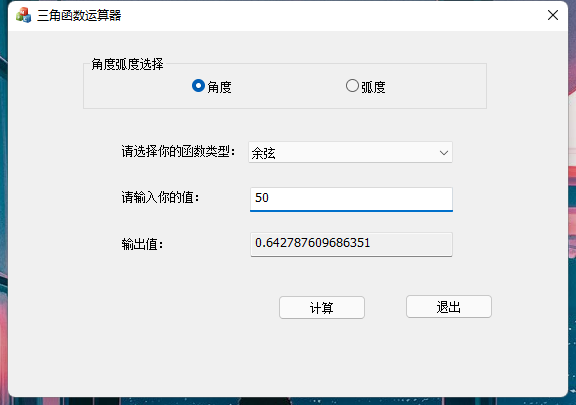 三角函数运算器
角度弧度选择
角度 弧度
请选择你的函数类型： 余弦
请输入你的值： 50
输出值： 0.642787609686351
计算 退出